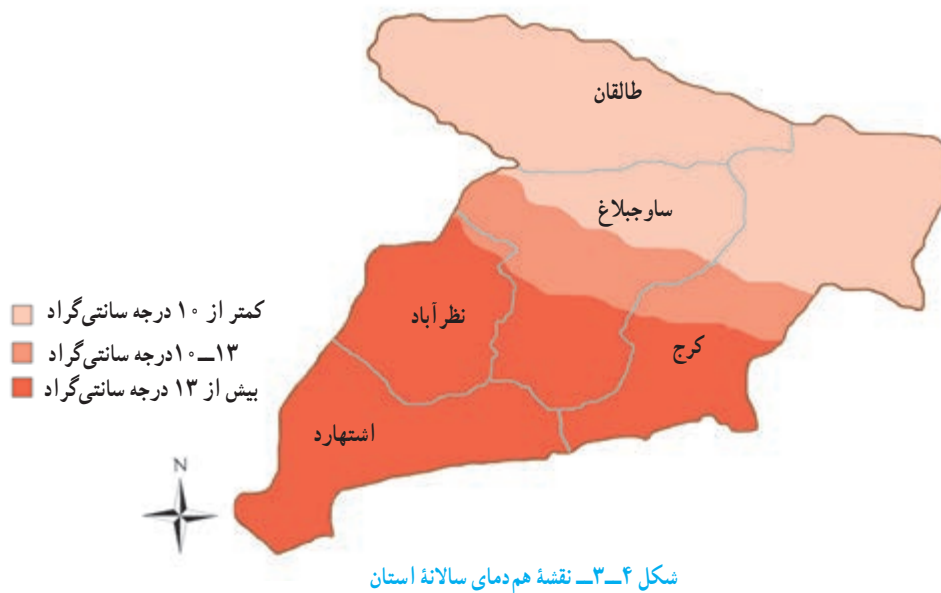 طالقان
ساوجبلاغ
نظرآباد
کرج
اشتهارد
کمتر از ۱۰ درجه سانتی‌گراد
۱۳ــ۱۰درجه سانتی‌گراد
بیش از ۱۳ درجه سانتی‌گراد
N
شکل ۴ــ۳ــ نقشهٔ هم‌دمای سالانهٔ استان